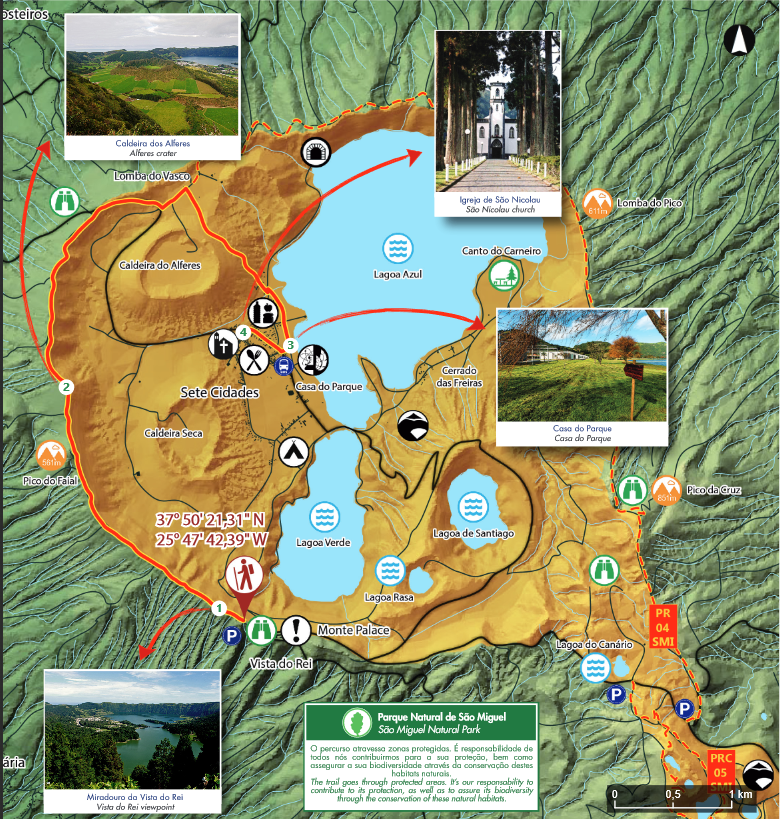 osteiros
Caldeira dos Alferes
Alferes crater
Igreja de São Nicolau
São Nicolau church
Lomba do Vasco
Lomba do Pico
811m
Canto do Carneiro
Caldeira do Alferes
Lagoa Azul
4
3
2
Sete Cidades
Casa do Parque
Cerrado
das Freiras
Casa do Parque
Casa do Parque
Caldeira Seca
581m
Pico do Faial
851m
Pico da Cruz
37° 50' 21,31" N
25° 47' 42,39" W
Lagoa Verde
Lagoa de Santiago
Lagoa Rasa
1
P
Monte Palace
Vista do Rei
PR
04
SMI
Lagoa do Canário
P
P
Parque Natural de São Miguel
São Miguel Natural Park
O percurso atravessa zonas protegidas. É responsabilidade de
todos nós contribuirmos para a sua proteção, bem como
assegurar a sua biodiversidade através da conservação destes
habitats naturais.
The trail goes through protected areas. It's our responsibility to
contribute to its protection, as well as to assure its biodiversity
through the conservation of these natural habitats.
ária
Miradouro da Vista do Rei
Vista do Rei viewpoint
PRC
05
SMI
0 0,5 1 km